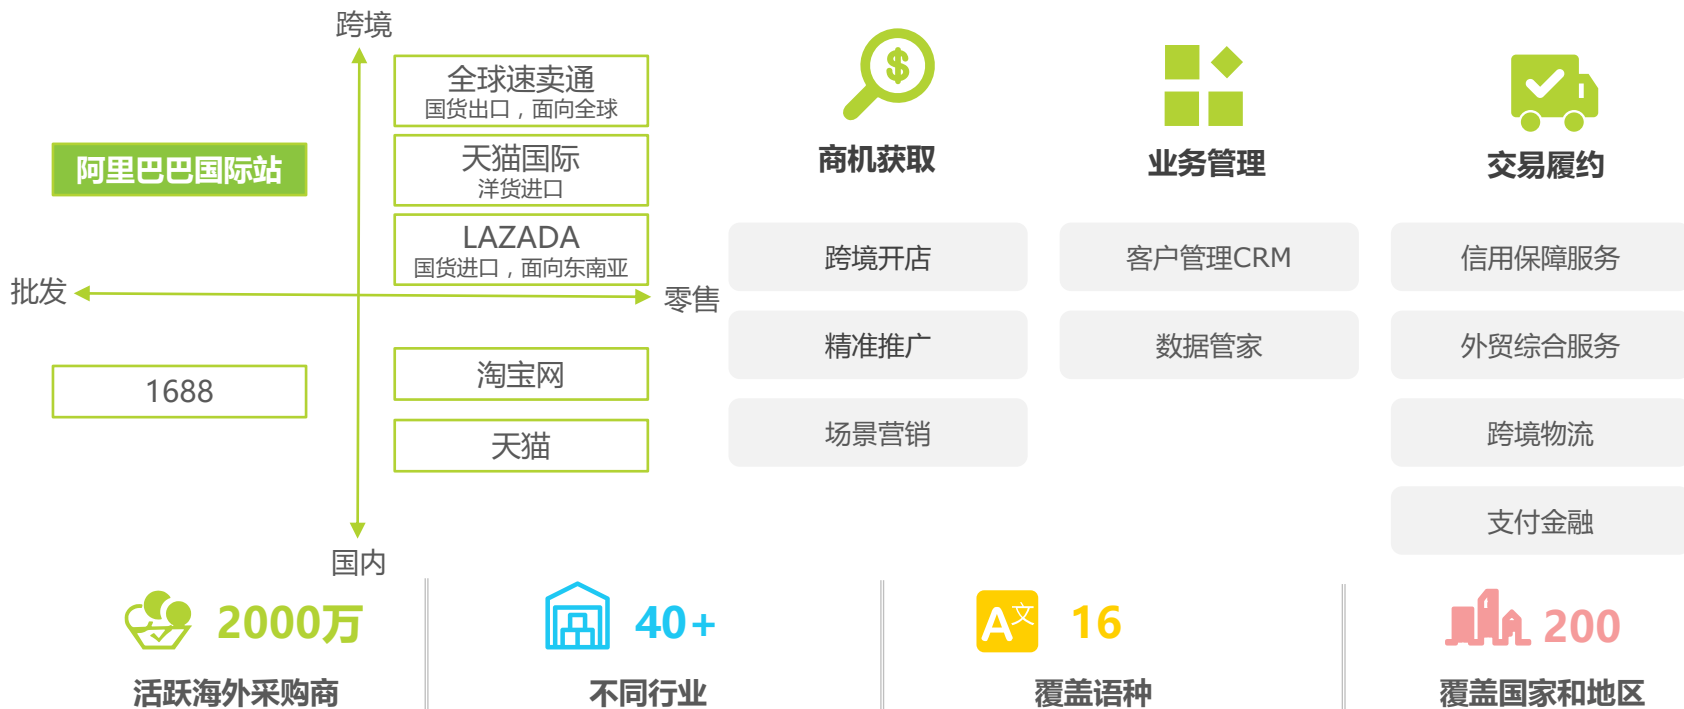 跨境
全球速卖通
国货出口，面向全球
阿里巴巴国际站
天猫国际
洋货进口
LAZADA
国货进口，面向东南亚
批发
零售
1688
淘宝网
天猫
国内
$
商机获取
业务管理
交易履约
跨境开店
客户管理CRM
信用保障服务
精准推广
数据管家
外贸综合服务
场景营销
跨境物流
支付金融
2000万
活跃海外采购商
40+
不同行业
A文
16
覆盖语种
200
覆盖国家和地区